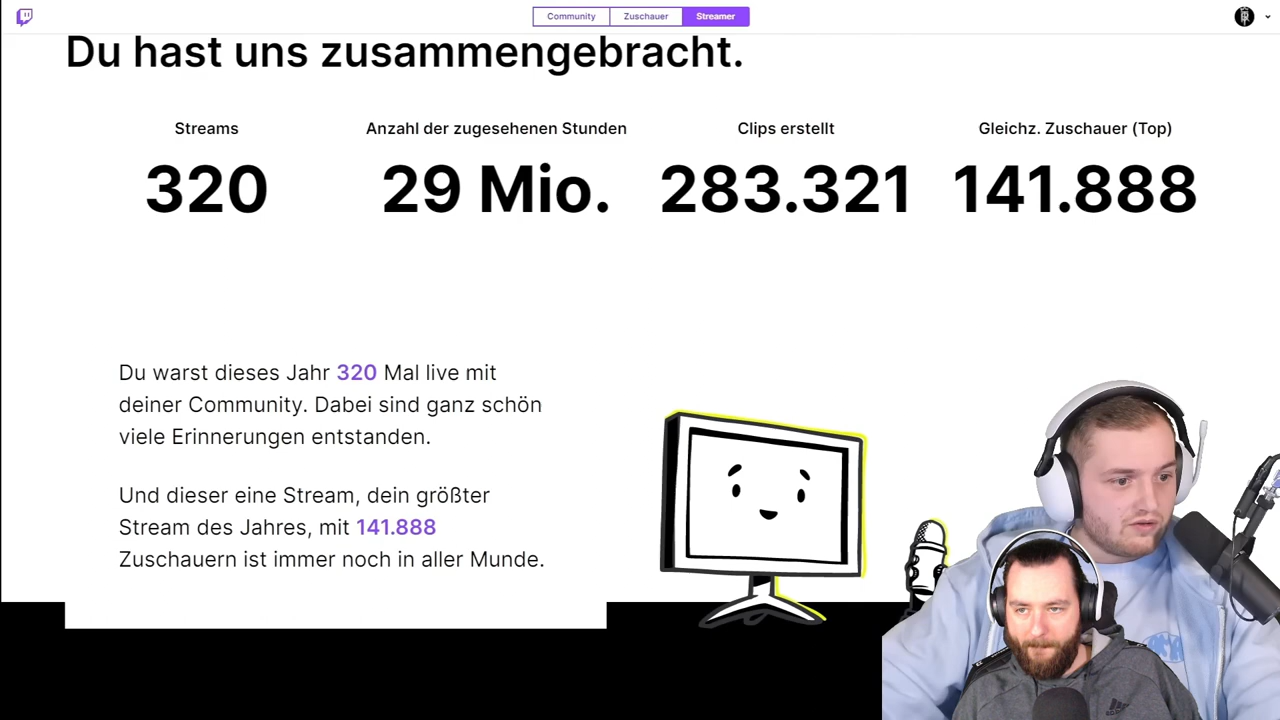 Community Zuschauer Streamer
Du hast uns zusammengebracht.
Streams
320
Anzahl der zugesehenen Stunden
29 Mio.
Clips erstellt
283.321
Gleichz. Zuschauer (Top)
141.888
Du warst dieses Jahr 320 Mal live mit
deiner Community. Dabei sind ganz schön
viele Erinnerungen entstanden.
Und dieser eine Stream, dein größter
Stream des Jahres, mit 141.888
Zuschauern ist immer noch in aller Munde.